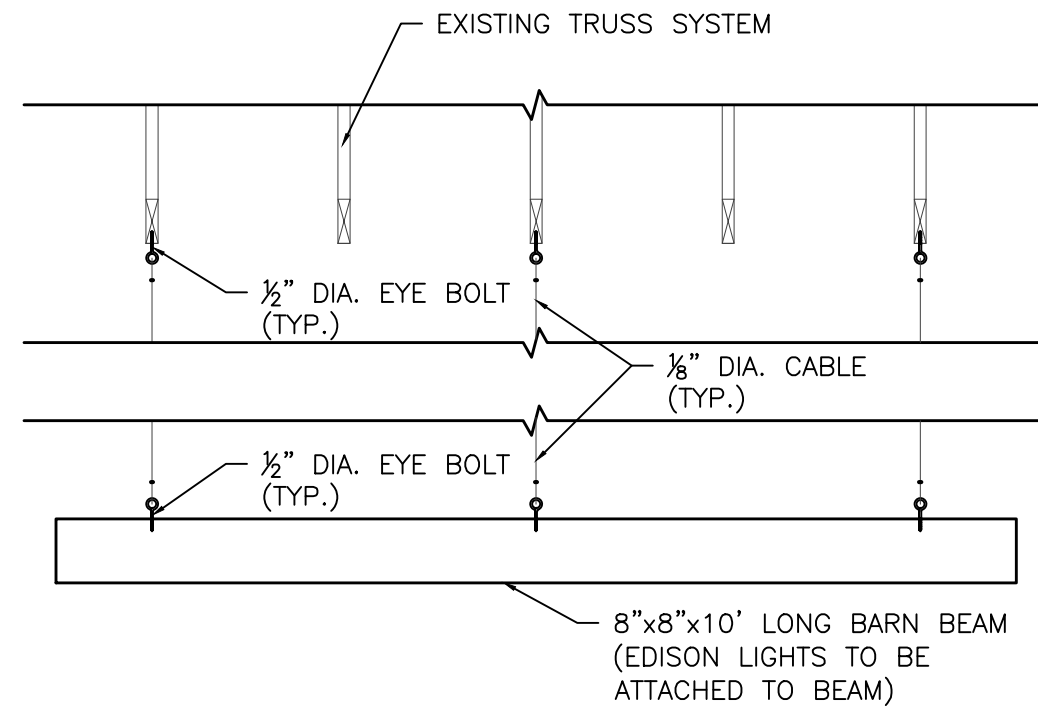 EXISTING TRUSS SYSTEM
½" DIA. EYE BOLT
(TYP.)
⅛" DIA. CABLE
(TYP.)
½" DIA. EYE BOLT
(TYP.)
8"x8"x10' LONG BARN BEAM
(EDISON LIGHTS TO BE
ATTACHED TO BEAM)